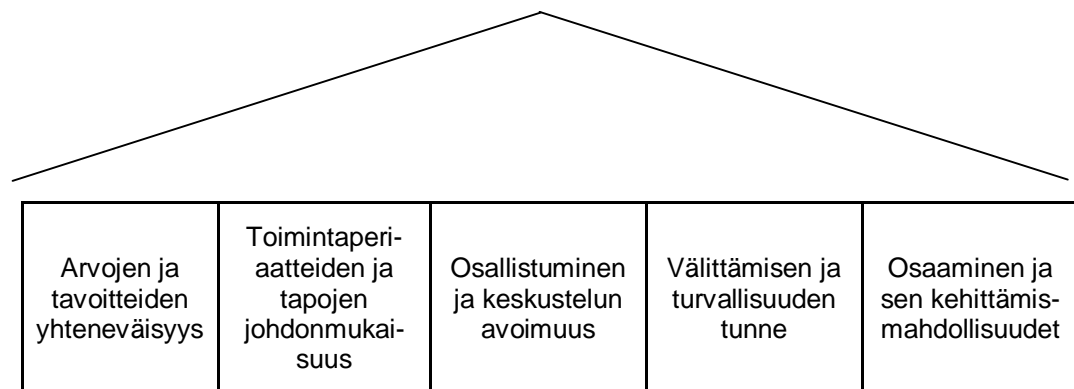 Arvojen ja
tavoitteiden
yhteneväisyys
Toimintaperi-
aatteiden ja
tapojen
johdonmukai-
suus
Osallistuminen
ja keskustelun
avoimuus
Välittämisen ja
turvallisuuden
tunne
Osaaminen ja
sen kehittämis-
mahdollisuudet